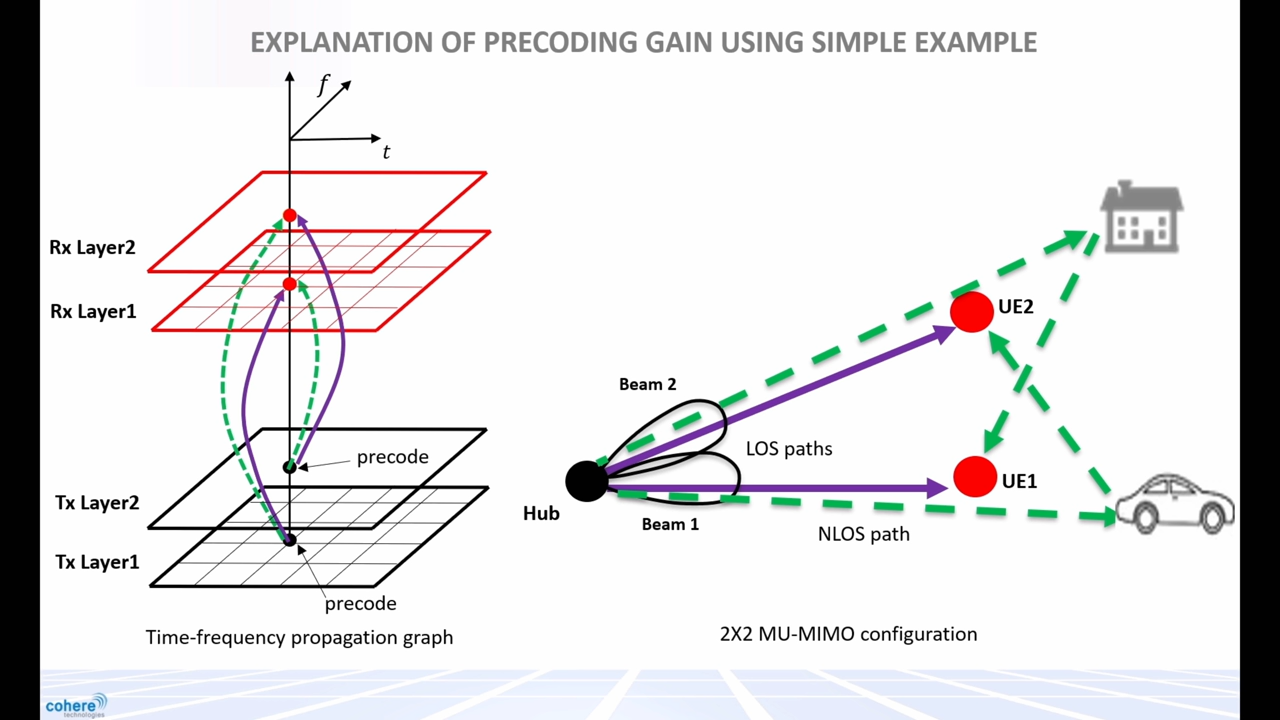 EXPLANATION OF PRECODING GAIN USING SIMPLE EXAMPLE
f
t
Rx Layer2
Rx Layer1
precode
Tx Layer2
Tx Layer1
precode
Time-frequency propagation graph
UE2
Beam 2
LOS paths
UE1
Hub
Beam 1
NLOS path
2X2 MU-MIMO configuration
cohere
technologies